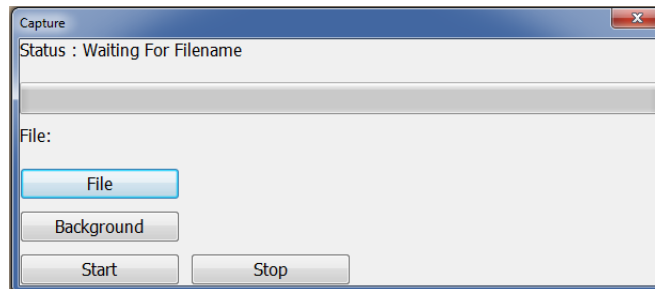 Capture
Status : Waiting For Filename
File:
File
Background
Start Stop